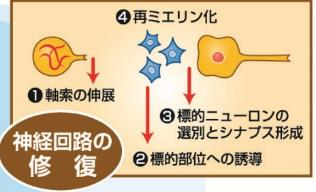 ❹再ミエリン化
❶軸索の伸展
❸標的ニューロンの
選別とシナプス形成
❷標的部位への誘導
神経回路の
修 復